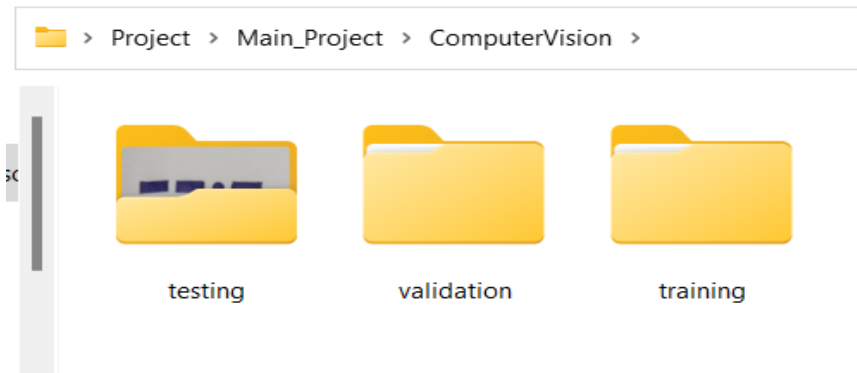 Project > Main_Project > ComputerVision >
testing validation training